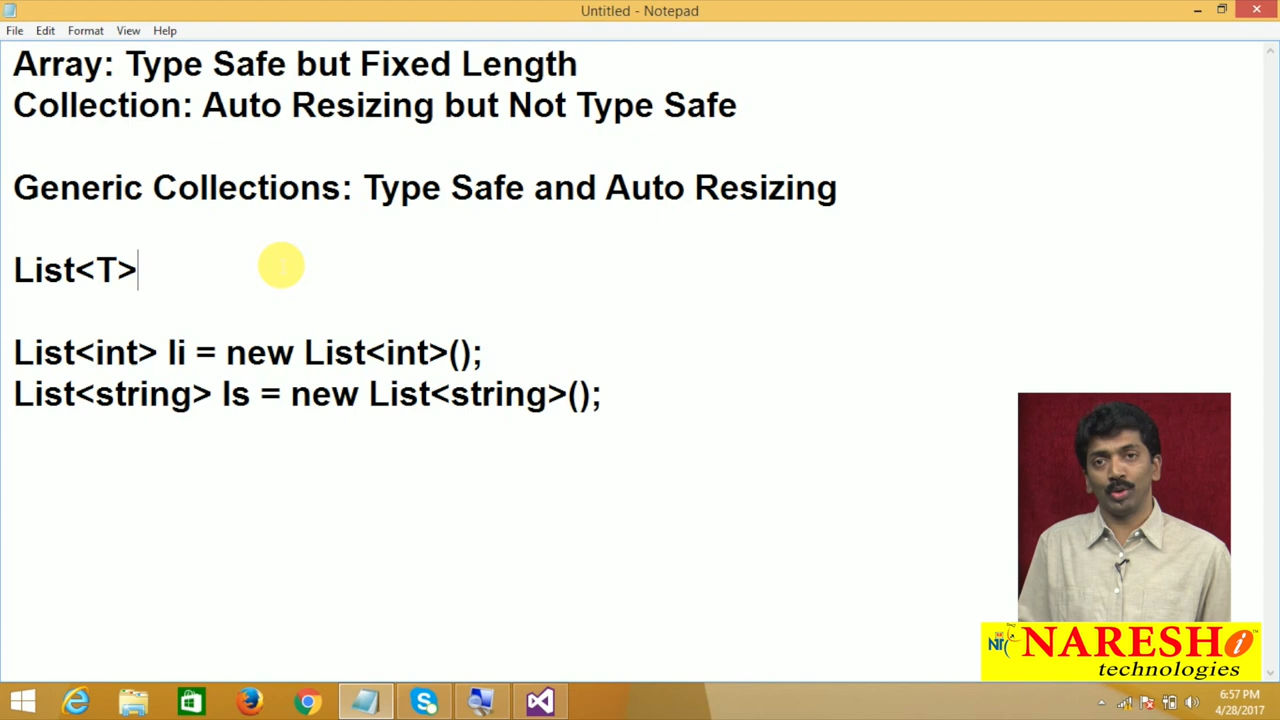 Untitled - Notepad
File Edit Format View Help
Array: Type Safe but Fixed Length
Collection: Auto Resizing but Not Type Safe
Generic Collections: Type Safe and Auto Resizing
List<T>
List<int> li = new List<int>();
List<string> ls = new List<string>();
NT NARESH i
technologies
6:57 PM
4/28/2017